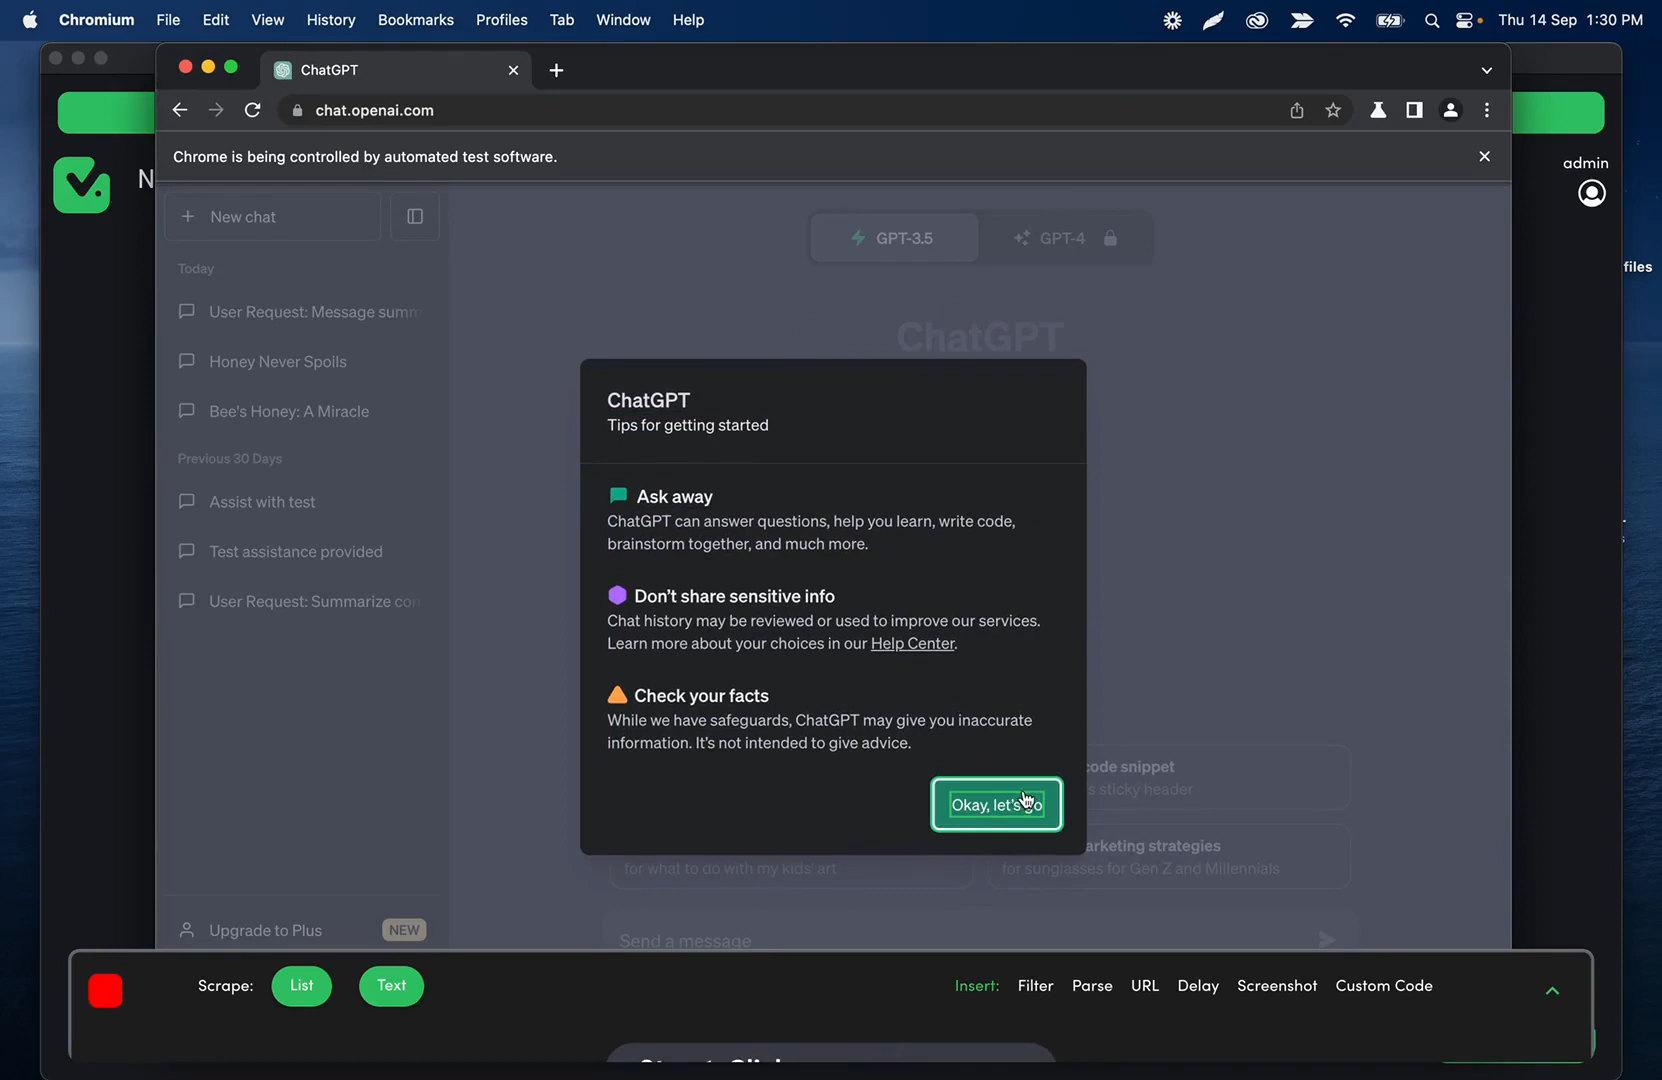 Chromium File Edit View History Bookmarks Profiles Tab Window Help Thu 14 Sep 1:30 PM
ChatGPT
chat.openai.com
Chrome is being controlled by automated test software.
admin
N
New chat
GPT-3.5 GPT-4
Today
files
User Request: Message summ
ChatGPT
Honey Never Spoils
Bee's Honey: A Miracle
Previous 30 Days
Assist with test
Test assistance provided
User Request: Summarize con
ChatGPT
Tips for getting started
Ask away
ChatGPT can answer questions, help you learn, write code,
brainstorm together, and much more.
Don't share sensitive info
Chat history may be reviewed or used to improve our services.
Learn more about your choices in our Help Center.
Check your facts
While we have safeguards, ChatGPT may give you inaccurate
information. It's not intended to give advice.
Okay, let's go
code snippet
s sticky header
arketing strategies
for what to do with my kids' art
for sunglasses for Gen Z and Millennials
Upgrade to Plus NEW
Send a message
Scrape: List Text Insert: Filter Parse URL Delay Screenshot Custom Code